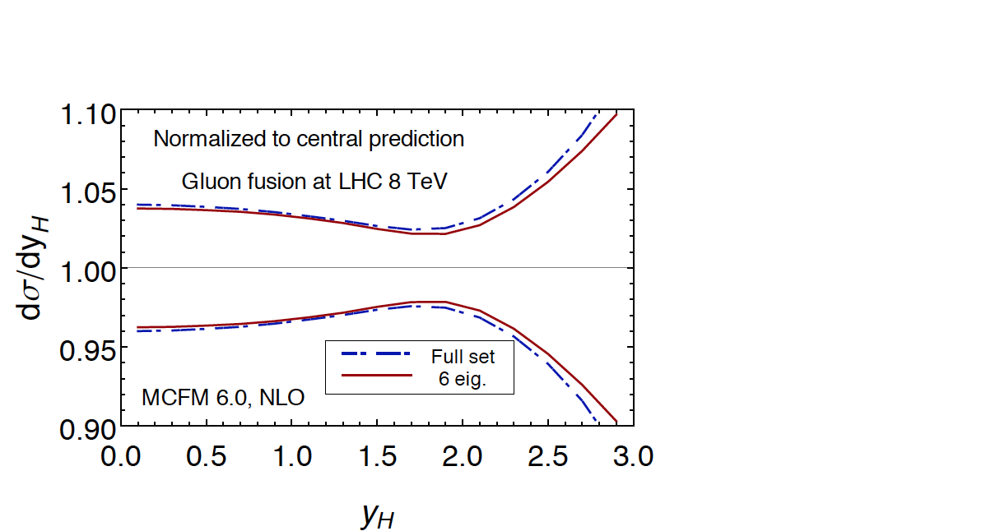 1.10
Normalized to central prediction
Gluon fusion at LHC 8 TeV
1.05
1.00
0.95
0.90
dσ/dy_H
Full set
6 eig.
MCFM 6.0, NLO
0.0 0.5 1.0 1.5 2.0 2.5 3.0
y_H